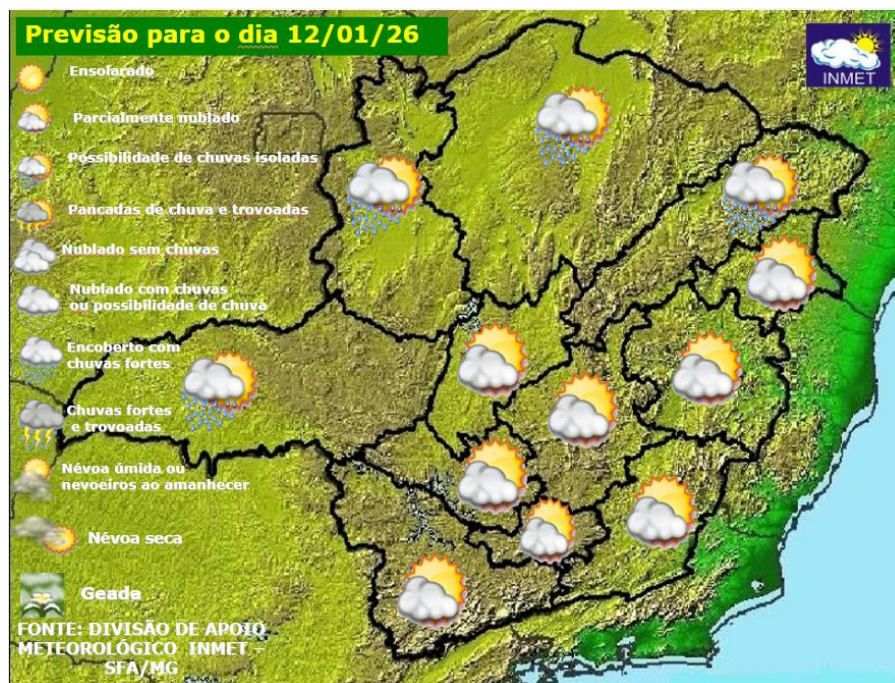 Previsão para o dia 12/01/26
INMET
Ensolarado
Parcialmente nublado
Possibilidade de chuvas isoladas
Pancadas de chuva e trovoadas
Nublado sem chuvas
Nublado com chuvas
ou possibilidade de chuva
Encoberto com
chuvas fortes
Chuvas fortes
e trovoadas
Névoa úmida ou
nevoeiros ao amanhecer
Névoa seca
Geada
FONTE: DIVISÃO DE APOIO
METEOROLÓGICO INMET –
SFA/MG